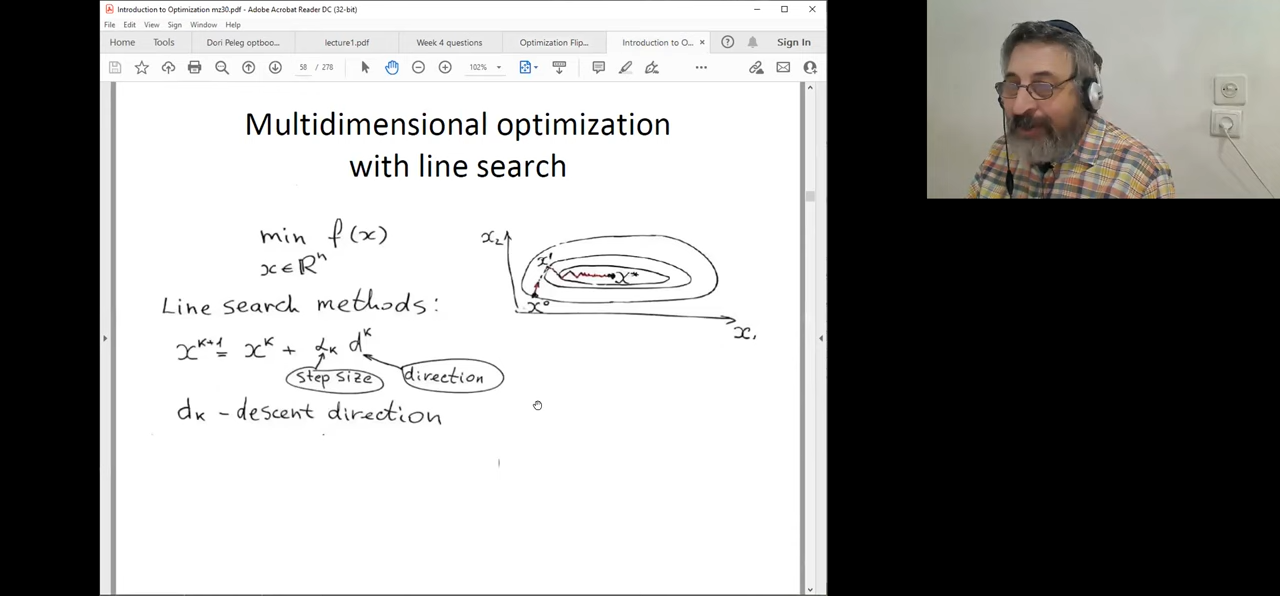 Introduction to Optimization mz30.pdf - Adobe Acrobat Reader DC (32-bit)
File Edit View Sign Window Help
Home Tools Dori Peleg optboo... lecture1.pdf Week 4 questions Optimization Flip... Introduction to O... × Sign In
58 / 278 102%
Multidimensional optimization
with line search
min f(x)
x∈ℝⁿ
x₂
x¹
x*
x⁰
x₁
Line search methods:
xᴷ⁺¹ = xᴷ + αₖ dᴷ
step size direction
dₖ - descent direction